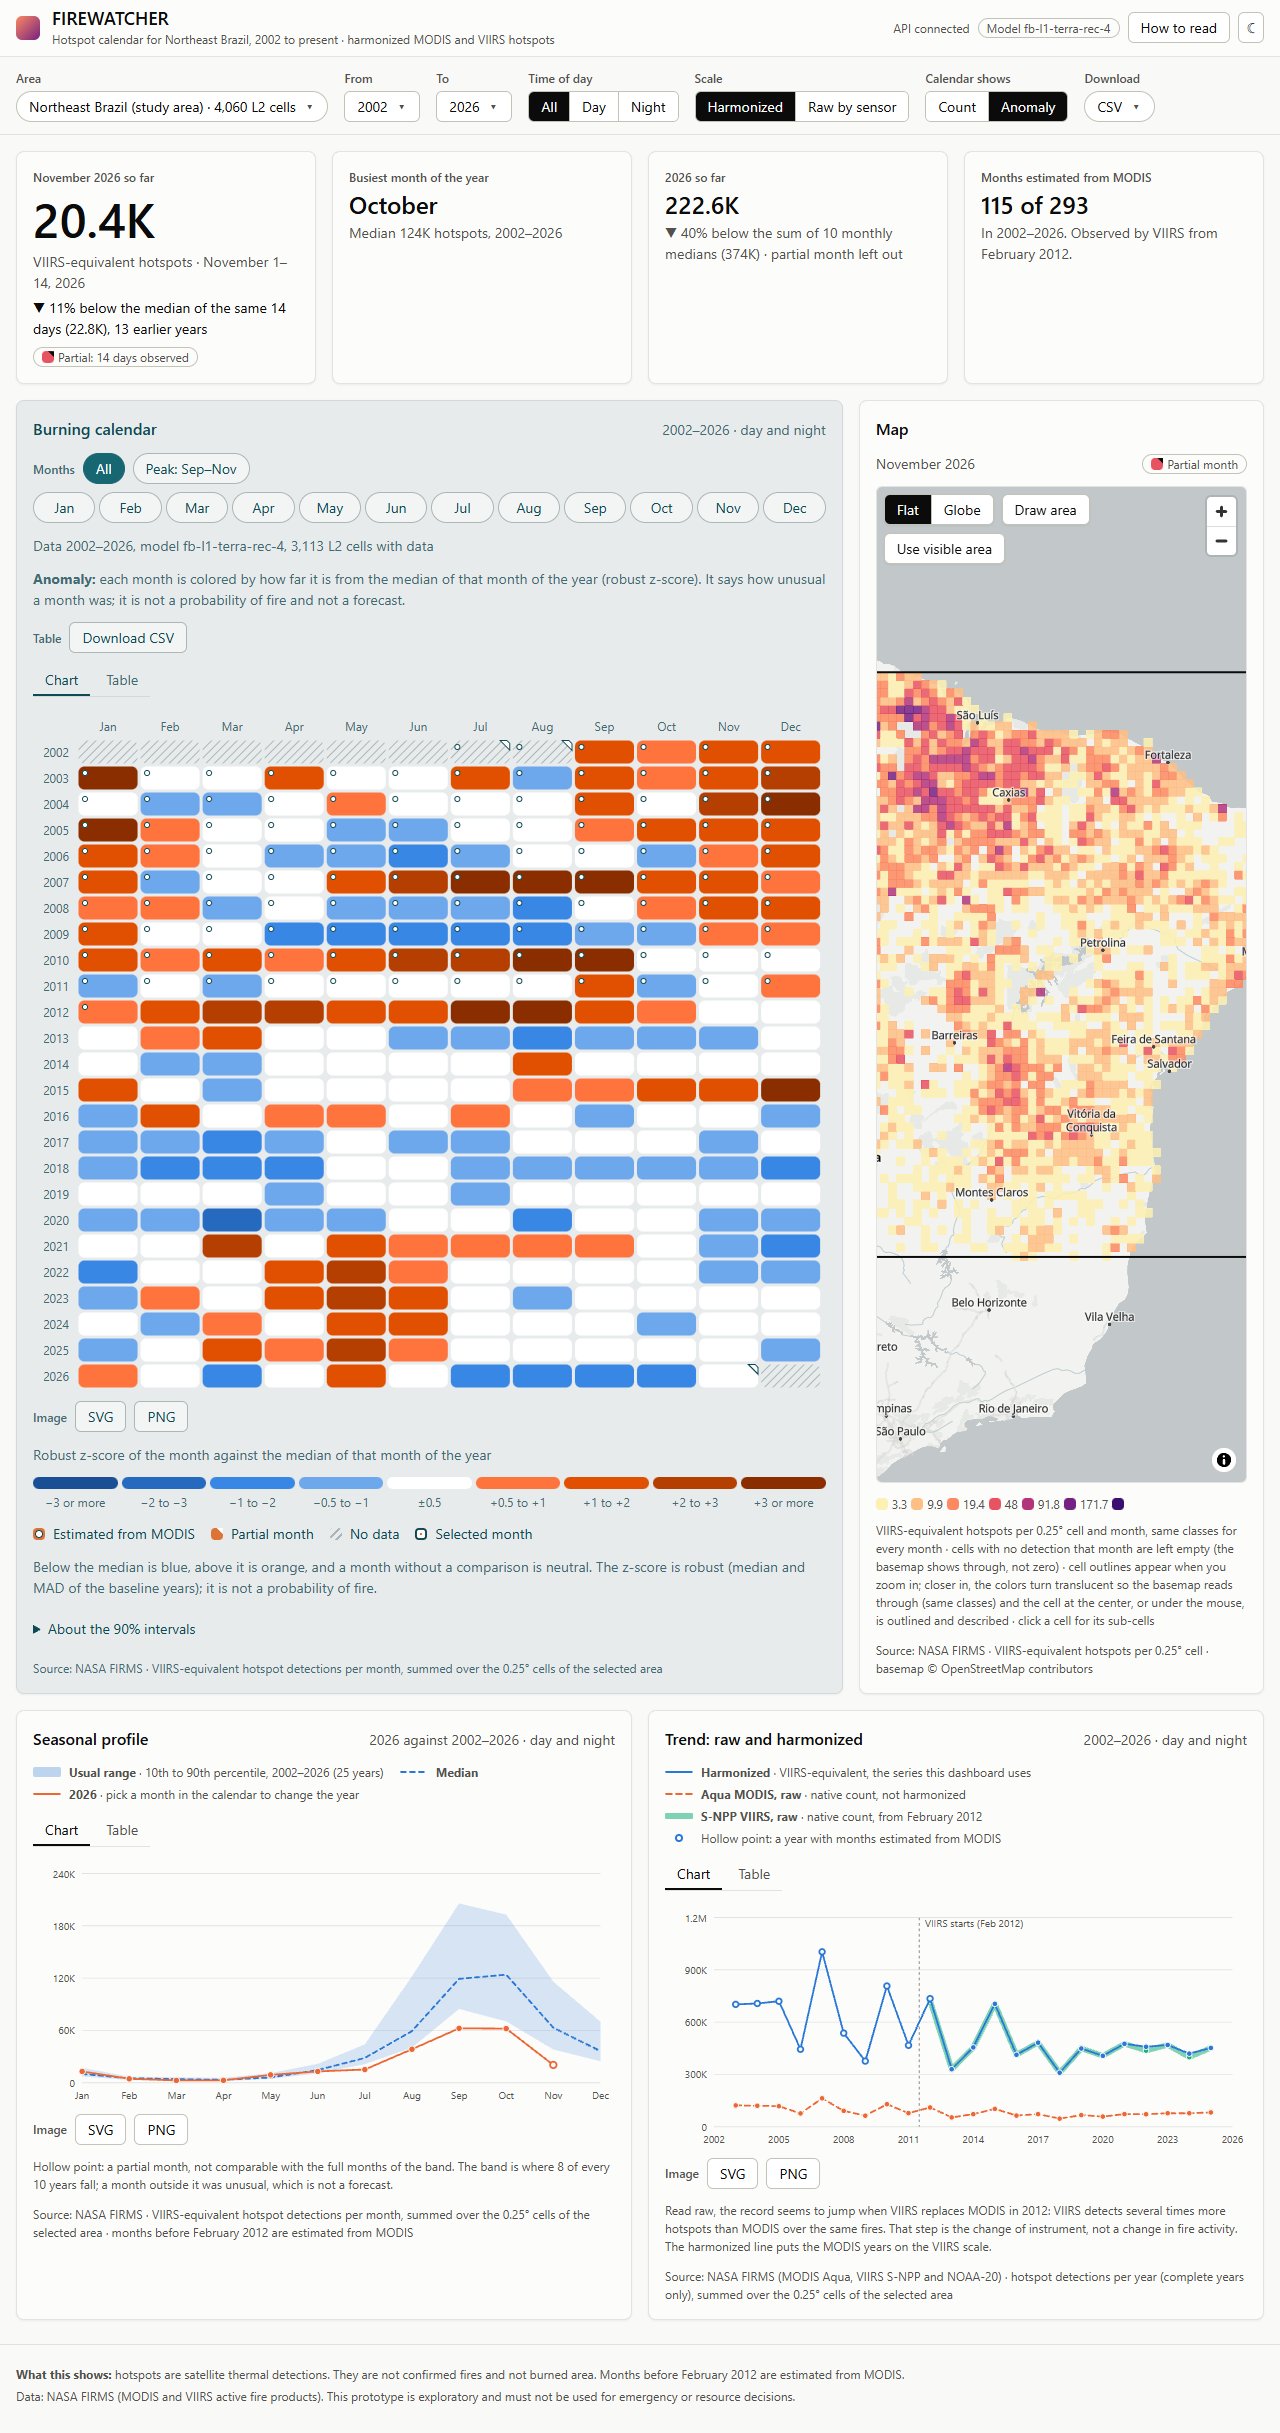 FIREWATCHER
Hotspot calendar for Northeast Brazil, 2002 to present · harmonized MODIS and VIIRS hotspots
API connected
Model fb-l1-terra-rec-4
How to read
Area
From
To
Time of day
Scale
Calendar shows
Download
Northeast Brazil (study area) · 4,060 L2 cells
2002
2026
All
Day
Night
Harmonized
Raw by sensor
Count
Anomaly
CSV
November 2026 so far
20.4K
VIIRS-equivalent hotspots · November 1–
14, 2026
▼ 11% below the median of the same 14
days (22.8K), 13 earlier years
Partial: 14 days observed
Busiest month of the year
October
Median 124K hotspots, 2002–2026
2026 so far
222.6K
▼ 40% below the sum of 10 monthly
medians (374K) · partial month left out
Months estimated from MODIS
115 of 293
In 2002–2026. Observed by VIIRS from
February 2012.
Burning calendar
2002–2026 · day and night
Months
All
Peak: Sep–Nov
Jan
Feb
Mar
Apr
May
Jun
Jul
Aug
Sep
Oct
Nov
Dec
Data 2002–2026, model fb-l1-terra-rec-4, 3,113 L2 cells with data
Anomaly: each month is colored by how far it is from the median of that month of the year (robust z-score). It says how unusual
a month was; it is not a probability of fire and not a forecast.
Table
Download CSV
Chart
Table
Jan Feb Mar Apr May Jun Jul Aug Sep Oct Nov Dec
2002
2003
2004
2005
2006
2007
2008
2009
2010
2011
2012
2013
2014
2015
2016
2017
2018
2019
2020
2021
2022
2023
2024
2025
2026
Image
SVG
PNG
Robust z-score of the month against the median of that month of the year
−3 or more
−2 to −3
−1 to −2
−0.5 to −1
±0.5
+0.5 to +1
+1 to +2
+2 to +3
+3 or more
Estimated from MODIS
Partial month
No data
Selected month
Below the median is blue, above it is orange, and a month without a comparison is neutral. The z-score is robust (median and
MAD of the baseline years); it is not a probability of fire.
▶ About the 90% intervals
Source: NASA FIRMS · VIIRS-equivalent hotspot detections per month, summed over the 0.25° cells of the selected area
Map
November 2026
Partial month
Flat
Globe
Draw area
Use visible area
+
−
São Luís
Fortaleza
Caxias
Petrolina
Barreiras
Feira de Santana
Salvador
Vitória da
Conquista
Montes Claros
Belo Horizonte
Vila Velha
reto
mpinas
Rio de Janeiro
São Paulo
3.3
9.9
19.4
48
91.8
171.7
VIIRS-equivalent hotspots per 0.25° cell and month, same classes for
every month · cells with no detection that month are left empty (the
basemap shows through, not zero) · cell outlines appear when you
zoom in; closer in, the colors turn translucent so the basemap reads
through (same classes) and the cell at the center, or under the mouse,
is outlined and described · click a cell for its sub-cells
Source: NASA FIRMS · VIIRS-equivalent hotspots per 0.25° cell ·
basemap © OpenStreetMap contributors
Seasonal profile
2026 against 2002–2026 · day and night
Usual range · 10th to 90th percentile, 2002–2026 (25 years)
Median
2026 · pick a month in the calendar to change the year
Chart
Table
240K
180K
120K
60K
0
Jan Feb Mar Apr May Jun Jul Aug Sep Oct Nov Dec
Image
SVG
PNG
Hollow point: a partial month, not comparable with the full months of the band. The band is where 8 of every
10 years fall; a month outside it was unusual, which is not a forecast.
Source: NASA FIRMS · VIIRS-equivalent hotspot detections per month, summed over the 0.25° cells of the
selected area · months before February 2012 are estimated from MODIS
Trend: raw and harmonized
2002–2026 · day and night
Harmonized · VIIRS-equivalent, the series this dashboard uses
Aqua MODIS, raw · native count, not harmonized
S-NPP VIIRS, raw · native count, from February 2012
Hollow point: a year with months estimated from MODIS
Chart
Table
1.2M
VIIRS starts (Feb 2012)
900K
600K
300K
0
2002 2005 2008 2011 2014 2017 2020 2023 2026
Image
SVG
PNG
Read raw, the record seems to jump when VIIRS replaces MODIS in 2012: VIIRS detects several times more
hotspots than MODIS over the same fires. That step is the change of instrument, not a change in fire activity.
The harmonized line puts the MODIS years on the VIIRS scale.
Source: NASA FIRMS (MODIS Aqua, VIIRS S-NPP and NOAA-20) · hotspot detections per year (complete years
only), summed over the 0.25° cells of the selected area
What this shows: hotspots are satellite thermal detections. They are not confirmed fires and not burned area. Months before February 2012 are estimated from MODIS.
Data: NASA FIRMS (MODIS and VIIRS active fire products). This prototype is exploratory and must not be used for emergency or resource decisions.